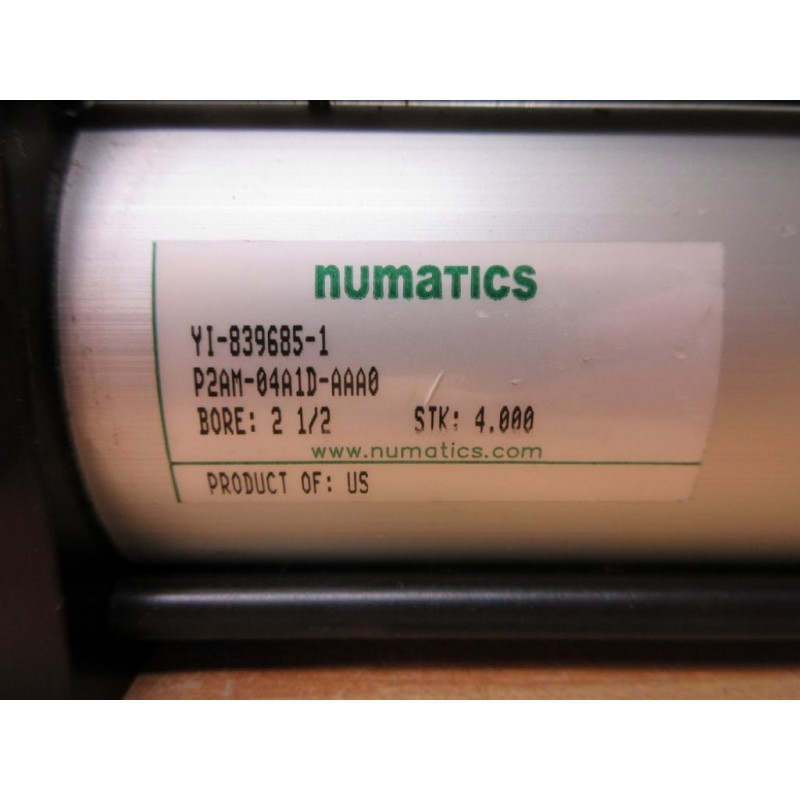 numatics
YI-839685-1
P2AM-04A1D-AAA0
BORE: 2 1/2 STK: 4.000
www.numatics.com
PRODUCT OF: US